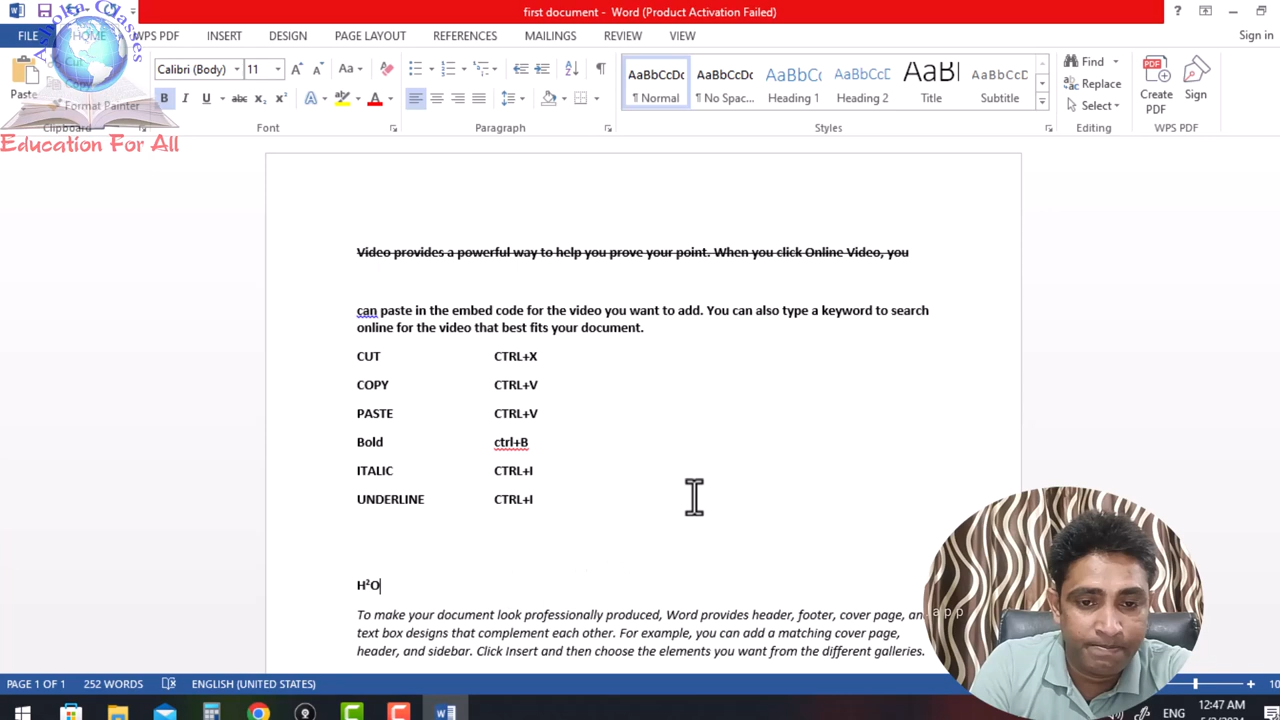 first document - Word (Product Activation Failed)
FILE HOME WPS PDF INSERT DESIGN PAGE LAYOUT REFERENCES MAILINGS REVIEW VIEW Sign in
Ashoka Classes
Education For All
Cut
Copy
Paste Format Painter
Clipboard
Calibri (Body) 11
Font
Paragraph
AaBbCcDc AaBbCcDc AaBbCc AaBbCcC AaBl AaBbCcD
¶ Normal ¶ No Spac... Heading 1 Heading 2 Title Subtitle
Styles
Find
Replace
Select
Editing
Create PDF
Sign
WPS PDF
Video provides a powerful way to help you prove your point. When you click Online Video, you
can paste in the embed code for the video you want to add. You can also type a keyword to search
online for the video that best fits your document.
CUT CTRL+X
COPY CTRL+V
PASTE CTRL+V
Bold ctrl+B
ITALIC CTRL+I
UNDERLINE CTRL+I
H²O
To make your document look professionally produced, Word provides header, footer, cover page, an
text box designs that complement each other. For example, you can add a matching cover page,
header, and sidebar. Click Insert and then choose the elements you want from the different galleries.
PAGE 1 OF 1 252 WORDS ENGLISH (UNITED STATES) 10
ENG 12:47 AM